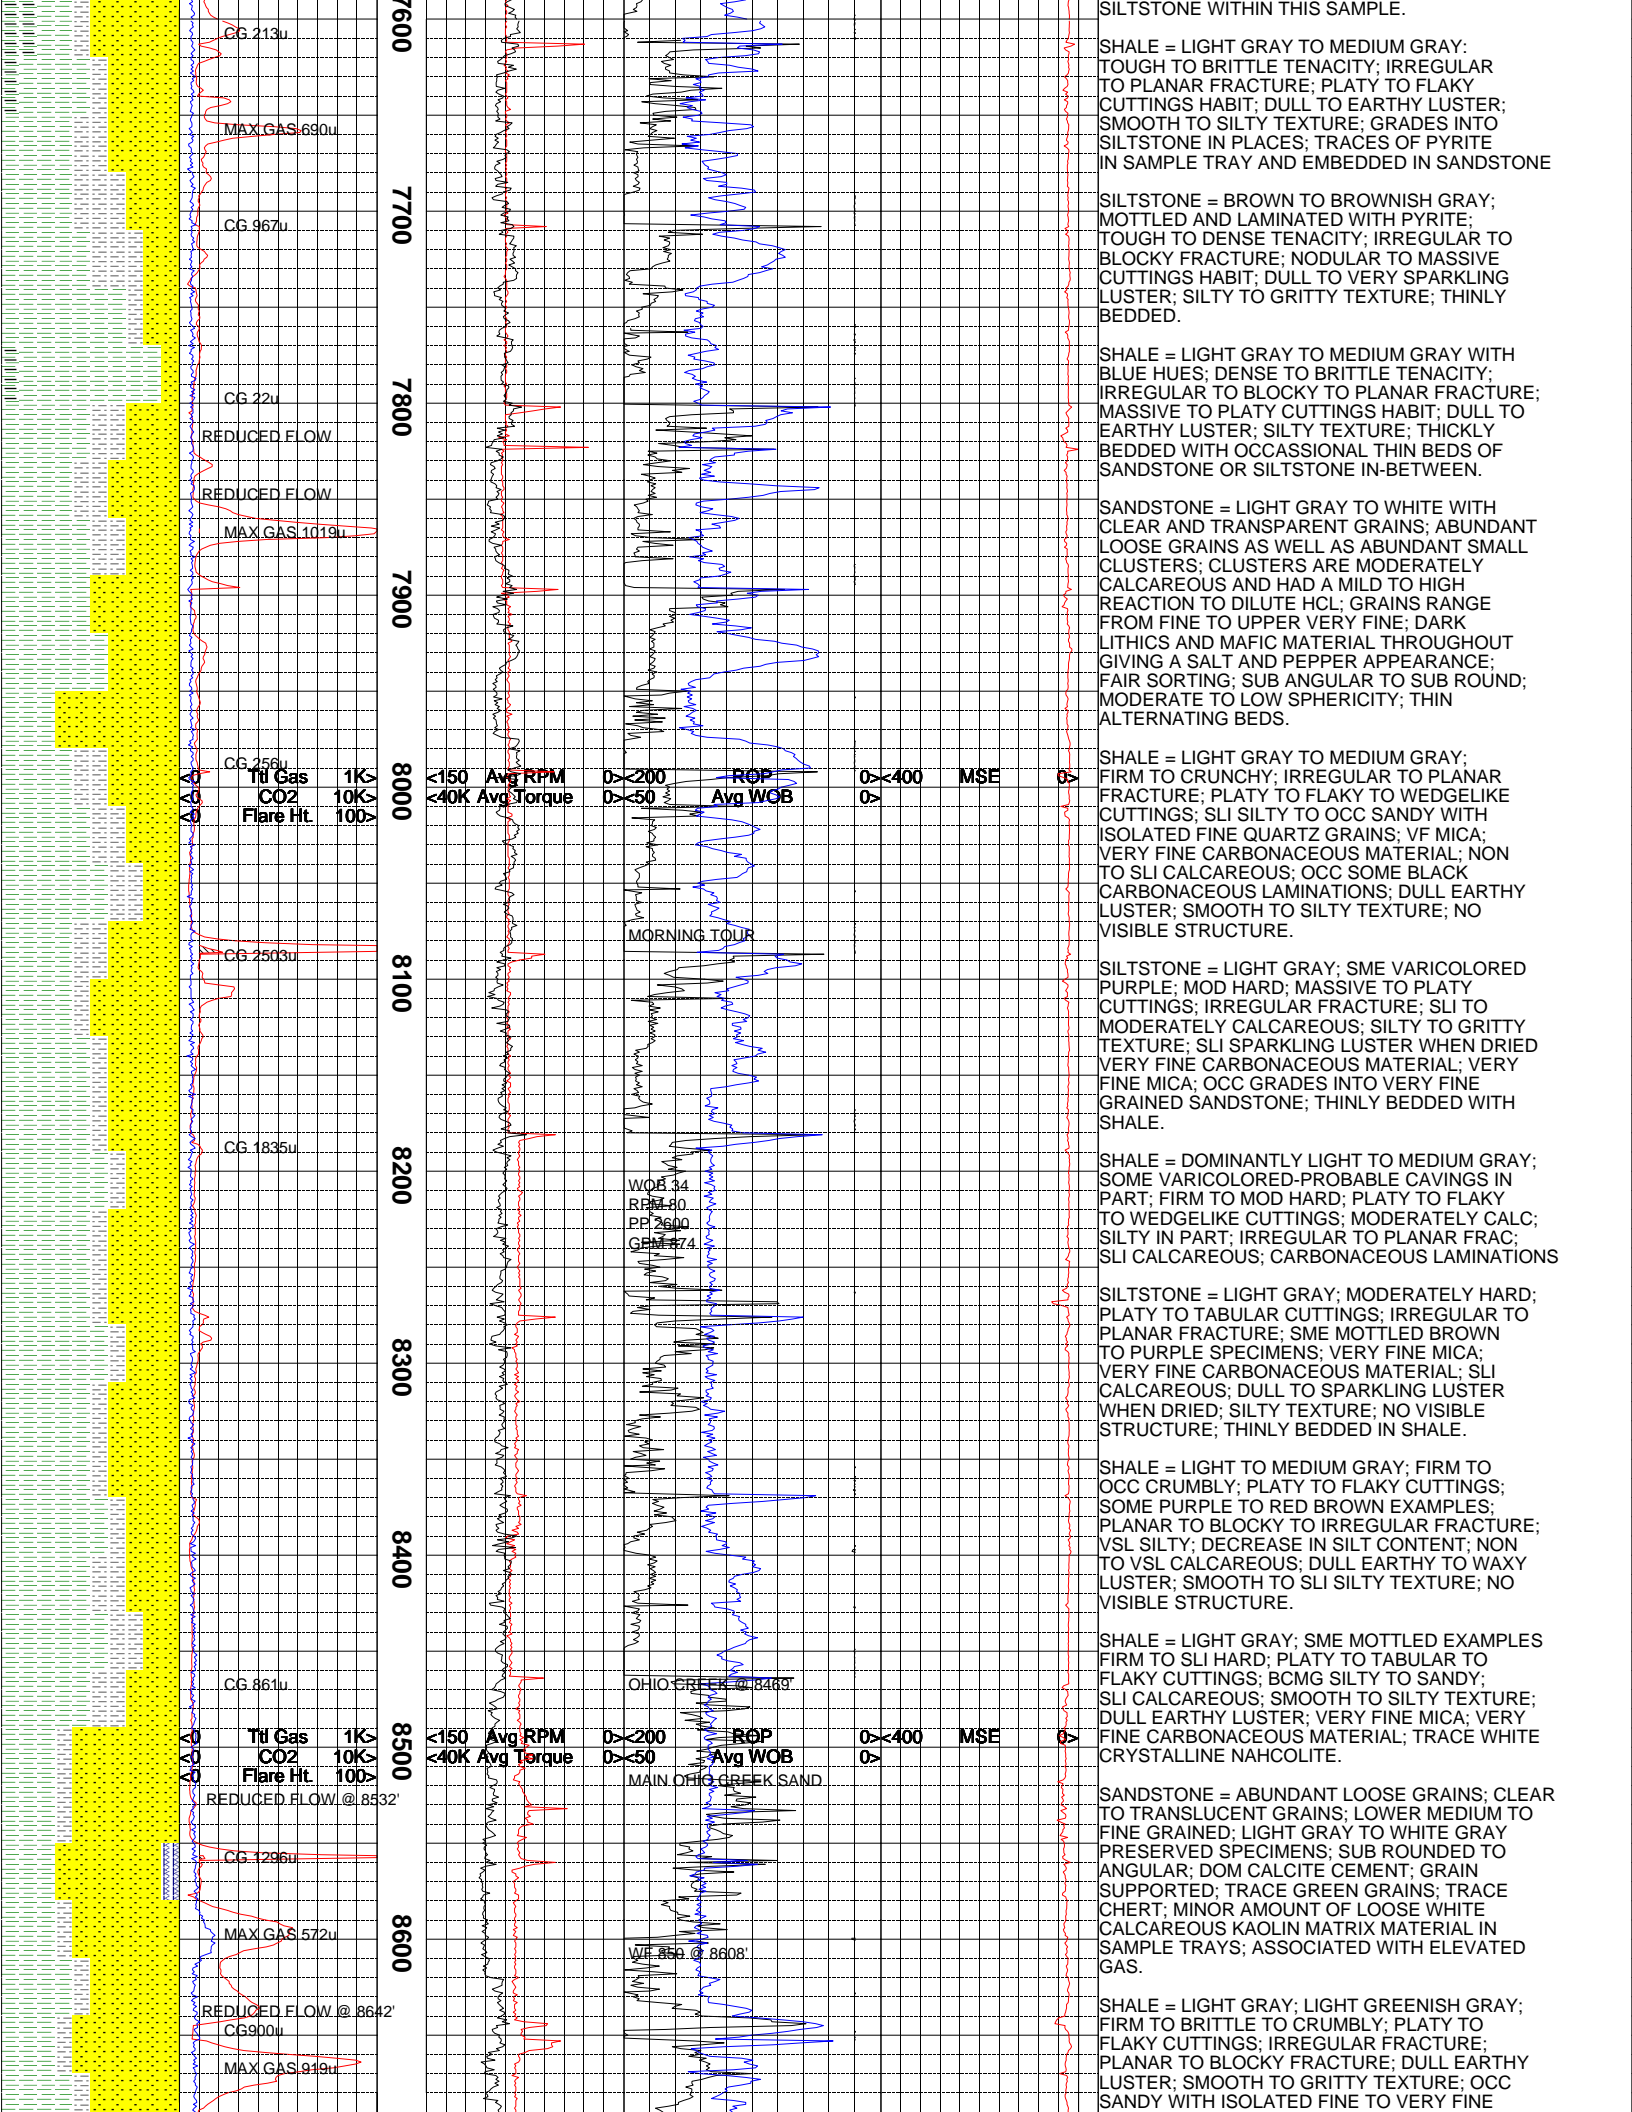 CG 213u
MAX GAS 690u
CG 967u
CG 22u
REDUCED FLOW
REDUCED FLOW
MAX GAS 1019u
CG 256u
<0 Ttl Gas 1K>
<0 CO2 10K>
<0 Flare Ht. 100>
CG 2503u
CG 1835u
CG 861u
<0 Ttl Gas 1K>
<0 CO2 10K>
<0 Flare Ht. 100>
REDUCED FLOW @ 8532'
CG 1296u
MAX GAS 572u
REDUCED FLOW @ 8642'
CG900u
MAX GAS 919u
7600
7700
7800
7900
8000
8100
8200
8300
8400
8500
8600
<150 Avg RPM 0>
<40K Avg Torque 0>
<200 ROP 0>
<50 Avg WOB 0>
<400 MSE 0>
MORNING TOUR
WOB 34
RPM 80
PP 2600
GPM 874
OHIO CREEK @ 8469'
<150 Avg RPM 0>
<40K Avg Torque 0>
<200 ROP 0>
<50 Avg WOB 0>
<400 MSE 0>
MAIN OHIO CREEK SAND
WF 850 @ 8608'
SILTSTONE WITHIN THIS SAMPLE.
SHALE = LIGHT GRAY TO MEDIUM GRAY:
TOUGH TO BRITTLE TENACITY; IRREGULAR
TO PLANAR FRACTURE; PLATY TO FLAKY
CUTTINGS HABIT; DULL TO EARTHY LUSTER;
SMOOTH TO SILTY TEXTURE; GRADES INTO
SILTSTONE IN PLACES; TRACES OF PYRITE
IN SAMPLE TRAY AND EMBEDDED IN SANDSTONE
SILTSTONE = BROWN TO BROWNISH GRAY;
MOTTLED AND LAMINATED WITH PYRITE;
TOUGH TO DENSE TENACITY; IRREGULAR TO
BLOCKY FRACTURE; NODULAR TO MASSIVE
CUTTINGS HABIT; DULL TO VERY SPARKLING
LUSTER; SILTY TO GRITTY TEXTURE; THINLY
BEDDED.
SHALE = LIGHT GRAY TO MEDIUM GRAY WITH
BLUE HUES; DENSE TO BRITTLE TENACITY;
IRREGULAR TO BLOCKY TO PLANAR FRACTURE;
MASSIVE TO PLATY CUTTINGS HABIT; DULL TO
EARTHY LUSTER; SILTY TEXTURE; THICKLY
BEDDED WITH OCCASSIONAL THIN BEDS OF
SANDSTONE OR SILTSTONE IN-BETWEEN.
SANDSTONE = LIGHT GRAY TO WHITE WITH
CLEAR AND TRANSPARENT GRAINS; ABUNDANT
LOOSE GRAINS AS WELL AS ABUNDANT SMALL
CLUSTERS; CLUSTERS ARE MODERATELY
CALCAREOUS AND HAD A MILD TO HIGH
REACTION TO DILUTE HCL; GRAINS RANGE
FROM FINE TO UPPER VERY FINE; DARK
LITHICS AND MAFIC MATERIAL THROUGHOUT
GIVING A SALT AND PEPPER APPEARANCE;
FAIR SORTING; SUB ANGULAR TO SUB ROUND;
MODERATE TO LOW SPHERICITY; THIN
ALTERNATING BEDS.
SHALE = LIGHT GRAY TO MEDIUM GRAY;
FIRM TO CRUNCHY; IRREGULAR TO PLANAR
FRACTURE; PLATY TO FLAKY TO WEDGELIKE
CUTTINGS; SLI SILTY TO OCC SANDY WITH
ISOLATED FINE QUARTZ GRAINS; VF MICA;
VERY FINE CARBONACEOUS MATERIAL; NON
TO SLI CALCAREOUS; OCC SOME BLACK
CARBONACEOUS LAMINATIONS; DULL EARTHY
LUSTER; SMOOTH TO SILTY TEXTURE; NO
VISIBLE STRUCTURE.
SILTSTONE = LIGHT GRAY; SME VARICOLORED
PURPLE; MOD HARD; MASSIVE TO PLATY
CUTTINGS; IRREGULAR FRACTURE; SLI TO
MODERATELY CALCAREOUS; SILTY TO GRITTY
TEXTURE; SLI SPARKLING LUSTER WHEN DRIED
VERY FINE CARBONACEOUS MATERIAL; VERY
FINE MICA; OCC GRADES INTO VERY FINE
GRAINED SANDSTONE; THINLY BEDDED WITH
SHALE.
SHALE = DOMINANTLY LIGHT TO MEDIUM GRAY;
SOME VARICOLORED-PROBABLE CAVINGS IN
PART; FIRM TO MOD HARD; PLATY TO FLAKY
TO WEDGELIKE CUTTINGS; MODERATELY CALC;
SILTY IN PART; IRREGULAR TO PLANAR FRAC;
SLI CALCAREOUS; CARBONACEOUS LAMINATIONS
SILTSTONE = LIGHT GRAY; MODERATELY HARD;
PLATY TO TABULAR CUTTINGS; IRREGULAR TO
PLANAR FRACTURE; SME MOTTLED BROWN
TO PURPLE SPECIMENS; VERY FINE MICA;
VERY FINE CARBONACEOUS MATERIAL; SLI
CALCAREOUS; DULL TO SPARKLING LUSTER
WHEN DRIED; SILTY TEXTURE; NO VISIBLE
STRUCTURE; THINLY BEDDED IN SHALE.
SHALE = LIGHT TO MEDIUM GRAY; FIRM TO
OCC CRUMBLY; PLATY TO FLAKY CUTTINGS;
SOME PURPLE TO RED BROWN EXAMPLES;
PLANAR TO BLOCKY TO IRREGULAR FRACTURE;
VSL SILTY; DECREASE IN SILT CONTENT; NON
TO VSL CALCAREOUS; DULL EARTHY TO WAXY
LUSTER; SMOOTH TO SLI SILTY TEXTURE; NO
VISIBLE STRUCTURE.
SHALE = LIGHT GRAY; SME MOTTLED EXAMPLES
FIRM TO SLI HARD; PLATY TO TABULAR TO
FLAKY CUTTINGS; BCMG SILTY TO SANDY;
SLI CALCAREOUS; SMOOTH TO SILTY TEXTURE;
DULL EARTHY LUSTER; VERY FINE MICA; VERY
FINE CARBONACEOUS MATERIAL; TRACE WHITE
CRYSTALLINE NAHCOLITE.
SANDSTONE = ABUNDANT LOOSE GRAINS; CLEAR
TO TRANSLUCENT GRAINS; LOWER MEDIUM TO
FINE GRAINED; LIGHT GRAY TO WHITE GRAY
PRESERVED SPECIMENS; SUB ROUNDED TO
ANGULAR; DOM CALCITE CEMENT; GRAIN
SUPPORTED; TRACE GREEN GRAINS; TRACE
CHERT; MINOR AMOUNT OF LOOSE WHITE
CALCAREOUS KAOLIN MATRIX MATERIAL IN
SAMPLE TRAYS; ASSOCIATED WITH ELEVATED
GAS.
SHALE = LIGHT GRAY; LIGHT GREENISH GRAY;
FIRM TO BRITTLE TO CRUMBLY; PLATY TO
FLAKY CUTTINGS; IRREGULAR FRACTURE;
PLANAR TO BLOCKY FRACTURE; DULL EARTHY
LUSTER; SMOOTH TO GRITTY TEXTURE; OCC
SANDY WITH ISOLATED FINE TO VERY FINE